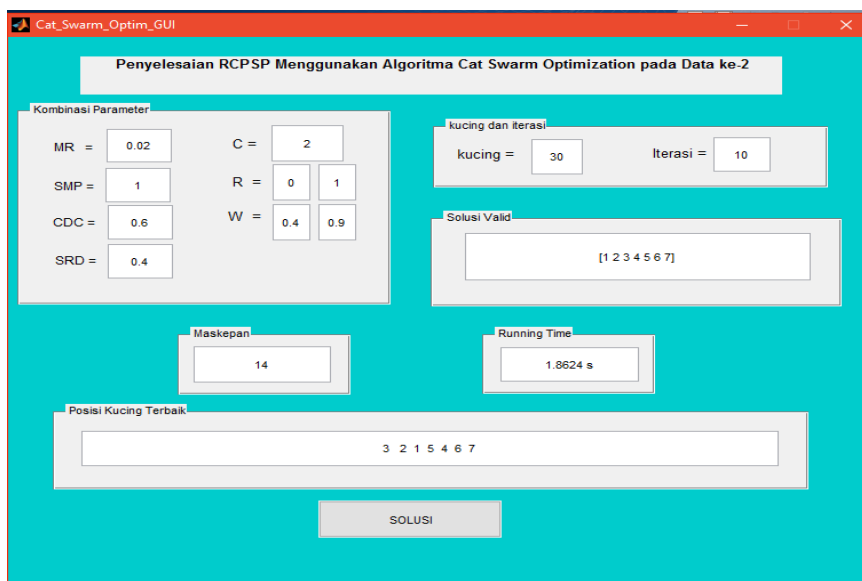 Cat_Swarm_Optim_GUI
Penyelesaian RCPSP Menggunakan Algoritma Cat Swarm Optimization pada Data ke-2
Kombinasi Parameter
MR = 0.02
C = 2
SMP = 1
R = 0 1
CDC = 0.6
W = 0.4 0.9
SRD = 0.4
kucing dan iterasi
kucing = 30
Iterasi = 10
Solusi Valid
[1 2 3 4 5 6 7]
Maskepan
14
Running Time
1.8624 s
Posisi Kucing Terbaik
3 2 1 5 4 6 7
SOLUSI